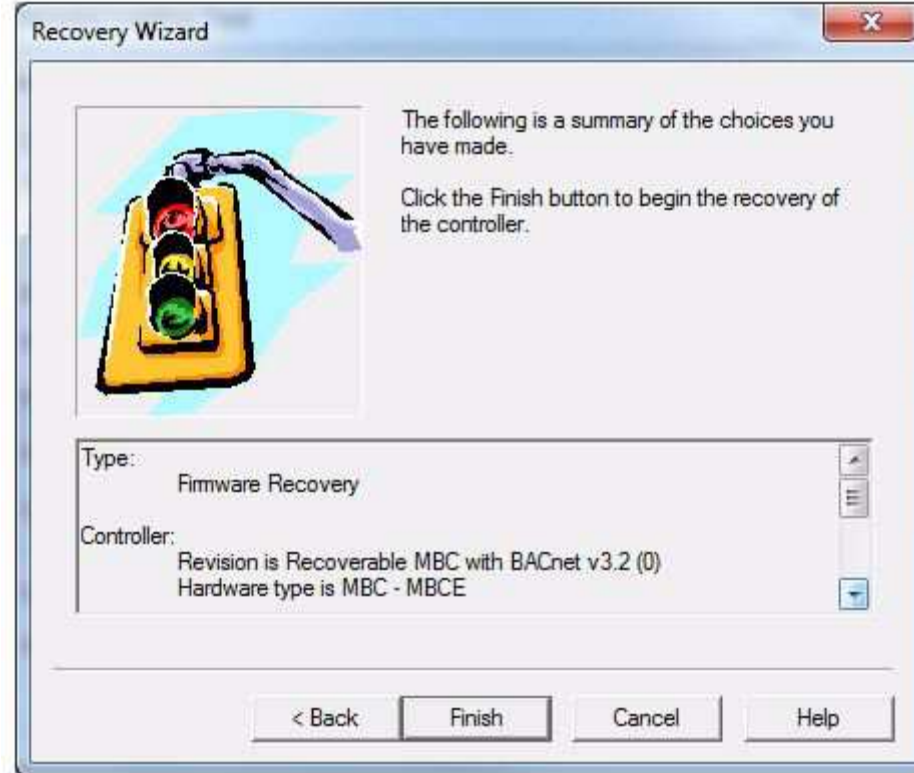 Recovery Wizard
The following is a summary of the choices you
have made.
Click the Finish button to begin the recovery of
the controller.
Type:
Firmware Recovery
Controller:
Revision is Recoverable MBC with BACnet v3.2 (0)
Hardware type is MBC - MBCE
< Back
Finish
Cancel
Help